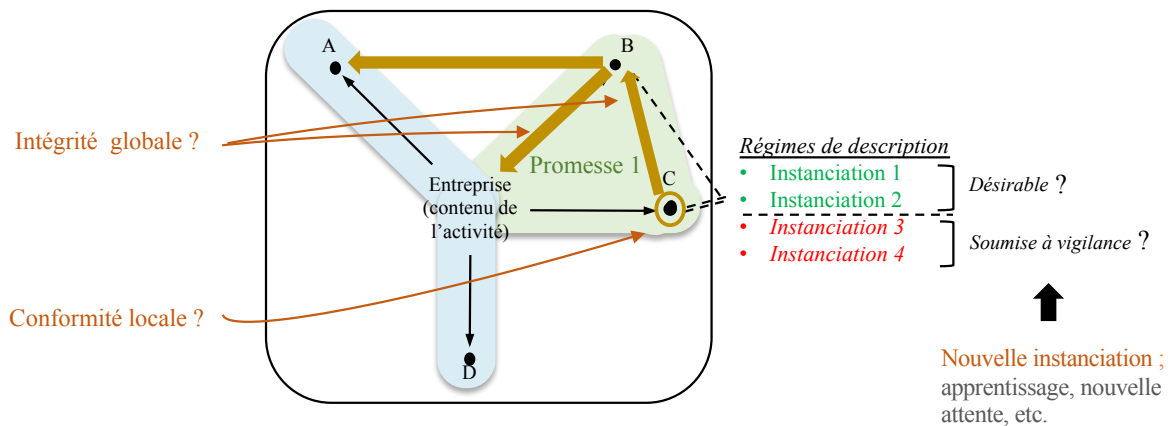 A
B
Intégrité globale ?
Promesse 1
C
Entreprise
(contenu de
l’activité)
D
Conformité locale ?
Régimes de description
• Instanciation 1
• Instanciation 2
Désirable ?
• Instanciation 3
• Instanciation 4
Soumise à vigilance ?
Nouvelle instanciation ;
apprentissage, nouvelle
attente, etc.